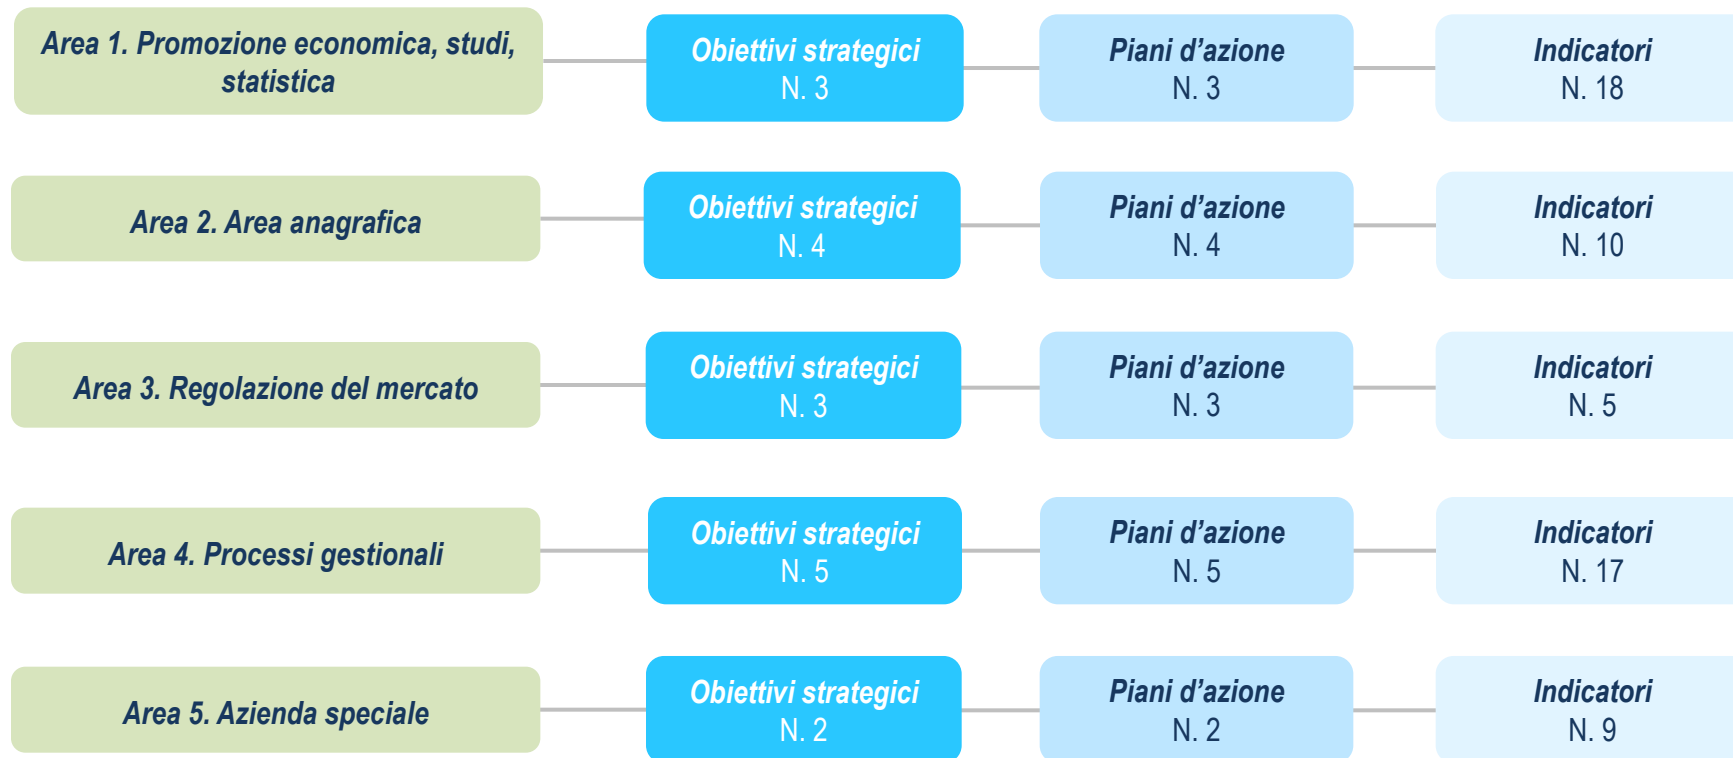 Area 1. Promozione economica, studi,
statistica
Obiettivi strategici
N. 3
Piani d’azione
N. 3
Indicatori
N. 18
Area 2. Area anagrafica
Obiettivi strategici
N. 4
Piani d’azione
N. 4
Indicatori
N. 10
Area 3. Regolazione del mercato
Obiettivi strategici
N. 3
Piani d’azione
N. 3
Indicatori
N. 5
Area 4. Processi gestionali
Obiettivi strategici
N. 5
Piani d’azione
N. 5
Indicatori
N. 17
Area 5. Azienda speciale
Obiettivi strategici
N. 2
Piani d’azione
N. 2
Indicatori
N. 9